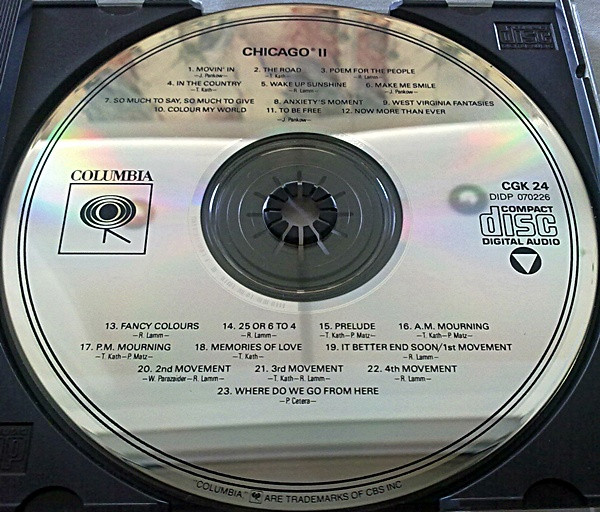 CHICAGO® II
1. MOVIN' IN 2. THE ROAD 3. POEM FOR THE PEOPLE
—J. Pankow— —T. Kath— —R. Lamm—
4. IN THE COUNTRY 5. WAKE UP SUNSHINE 6. MAKE ME SMILE
—T. Kath— —R. Lamm— —J. Pankow—
7. SO MUCH TO SAY, SO MUCH TO GIVE 8. ANXIETY'S MOMENT 9. WEST VIRGINIA FANTASIES
10. COLOUR MY WORLD 11. TO BE FREE 12. NOW MORE THAN EVER
—J. Pankow—
COLUMBIA
CGK 24
DIDP 070226
COMPACT
disc
DIGITAL AUDIO
13. FANCY COLOURS 14. 25 OR 6 TO 4 15. PRELUDE 16. A.M. MOURNING
—R. Lamm— —R. Lamm— —T. Kath—P. Matz— —T. Kath—P. Matz—
17. P.M. MOURNING 18. MEMORIES OF LOVE 19. IT BETTER END SOON/1st MOVEMENT
—T. Kath—P. Matz— —T. Kath— —R. Lamm—
20. 2nd MOVEMENT 21. 3rd MOVEMENT 22. 4th MOVEMENT
—W. Parazaider—R. Lamm— —T. Kath—R. Lamm— —R. Lamm—
23. WHERE DO WE GO FROM HERE
—P. Cetera—
"COLUMBIA," ARE TRADEMARKS OF CBS INC